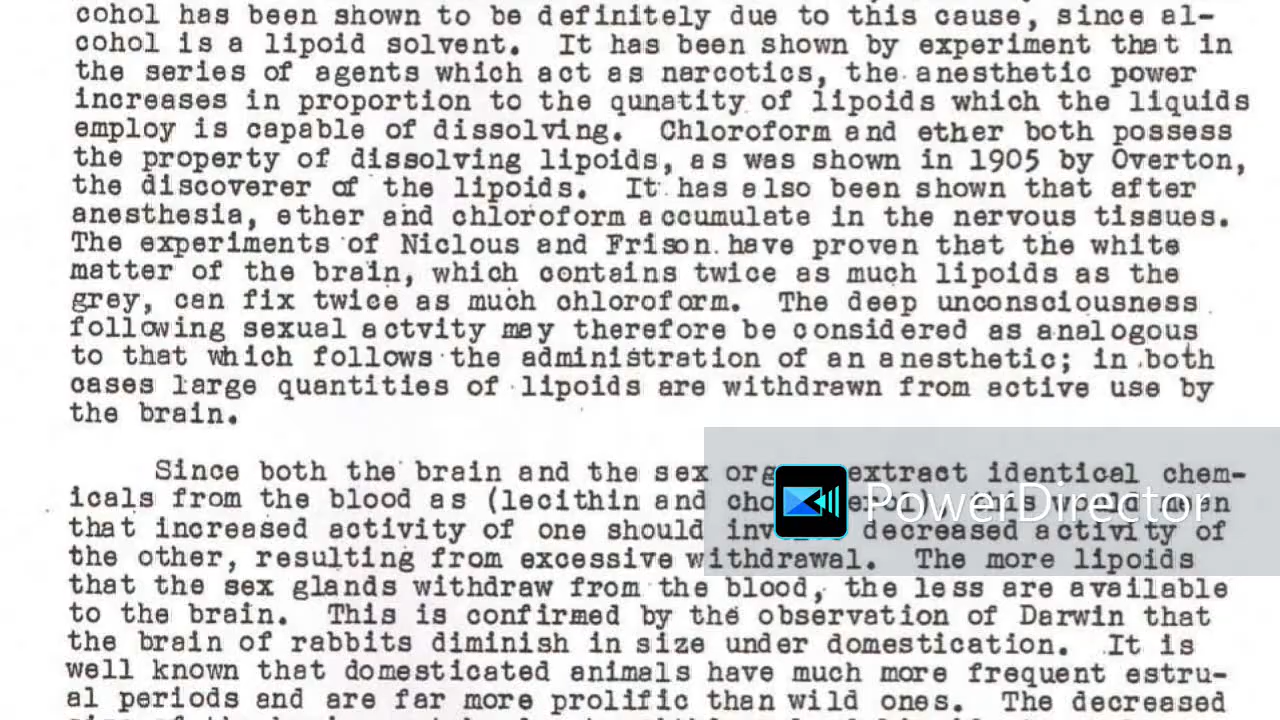 cohol has been shown to be definitely due to this cause, since al-
cohol is a lipoid solvent. It has been shown by experiment that in
the series of agents which act as narcotics, the anesthetic power
increases in proportion to the qunatity of lipoids which the liquids
employ is capable of dissolving. Chloroform and ether both possess
the property of dissolving lipoids, as was shown in 1905 by Overton,
the discoverer of the lipoids. It has also been shown that after
anesthesia, ether and chloroform accumulate in the nervous tissues.
The experiments of Niclous and Frison have proven that the white
matter of the brain, which contains twice as much lipoids as the
grey, can fix twice as much chloroform. The deep unconsciousness
following sexual actvity may therefore be considered as analogous
to that which follows the administration of an anesthetic; in both
cases large quantities of lipoids are withdrawn from active use by
the brain.
Since both the brain and the sex extract identical chem-
icals from the blood as (lecithin and
that increased activity of one should decreased activity of
the other, resulting from excessive withdrawal. The more lipoids
that the sex glands withdraw from the blood, the less are available
to the brain. This is confirmed by the observation of Darwin that
the brain of rabbits diminish in size under domestication. It is
well known that domesticated animals have much more frequent estru-
al periods and are far more prolific than wild ones. The decreased
PowerDirector